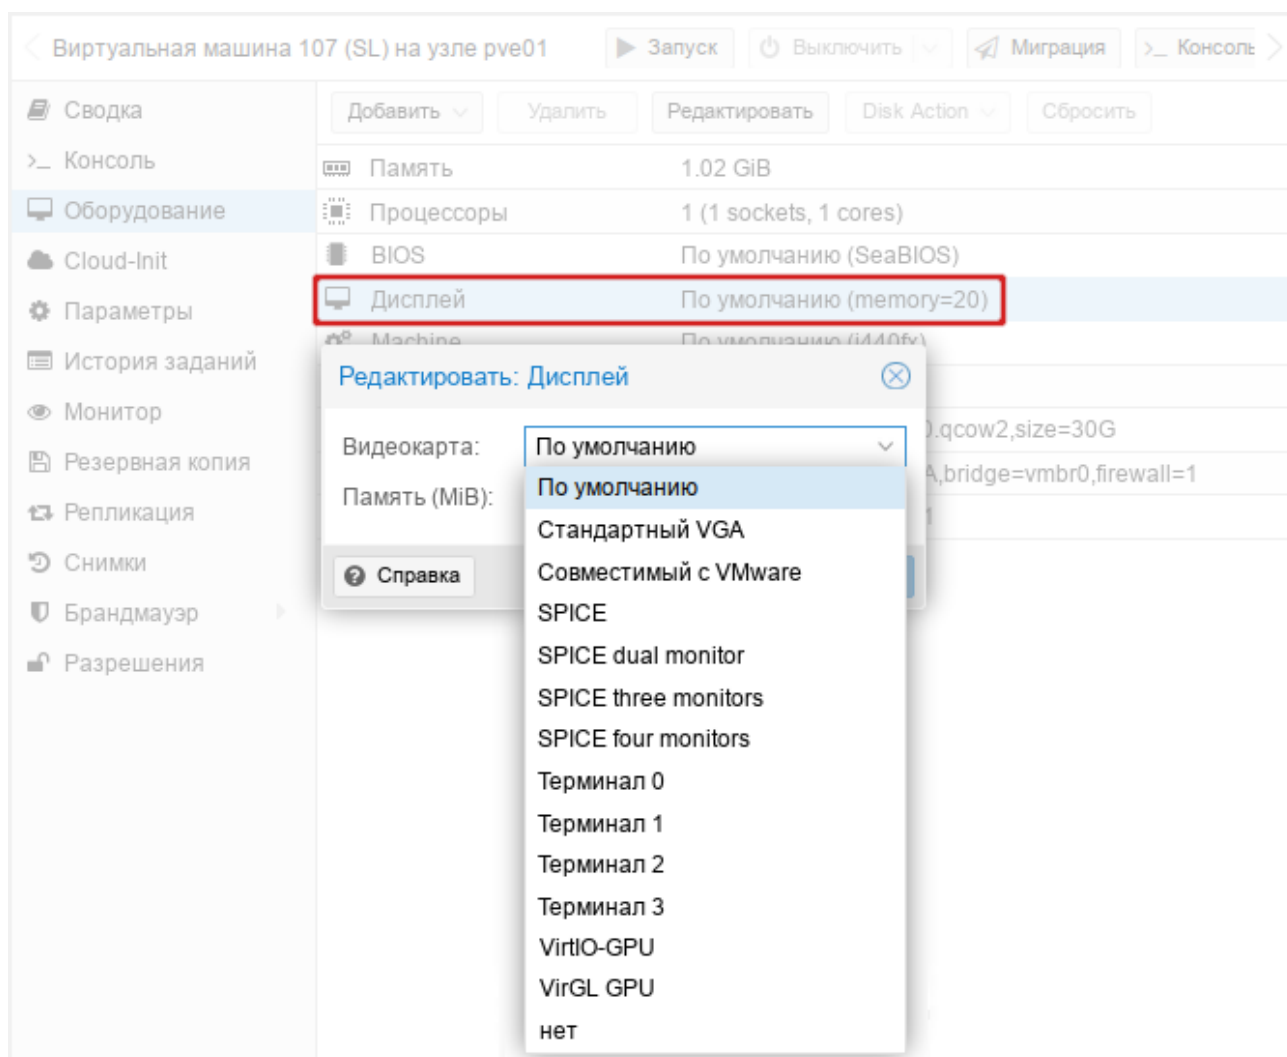 Виртуальная машина 107 (SL) на узле pve01 Запуск Выключить Миграция >_ Консоль
Сводка
Консоль
Оборудование
Cloud-Init
Параметры
История заданий
Монитор
Резервная копия
Репликация
Снимки
Брандмауэр
Разрешения
Добавить Удалить Редактировать Disk Action Сбросить
Память 1.02 GiB
Процессоры 1 (1 sockets, 1 cores)
BIOS По умолчанию (SeaBIOS)
Дисплей По умолчанию (memory=20)
Machine По умолчанию (i440fx)
.qcow2,size=30G
,bridge=vmbr0,firewall=1
Редактировать: Дисплей
Видеокарта: По умолчанию
Память (MiB):
Справка
По умолчанию
Стандартный VGA
Совместимый с VMware
SPICE
SPICE dual monitor
SPICE three monitors
SPICE four monitors
Терминал 0
Терминал 1
Терминал 2
Терминал 3
VirtIO-GPU
VirGL GPU
нет